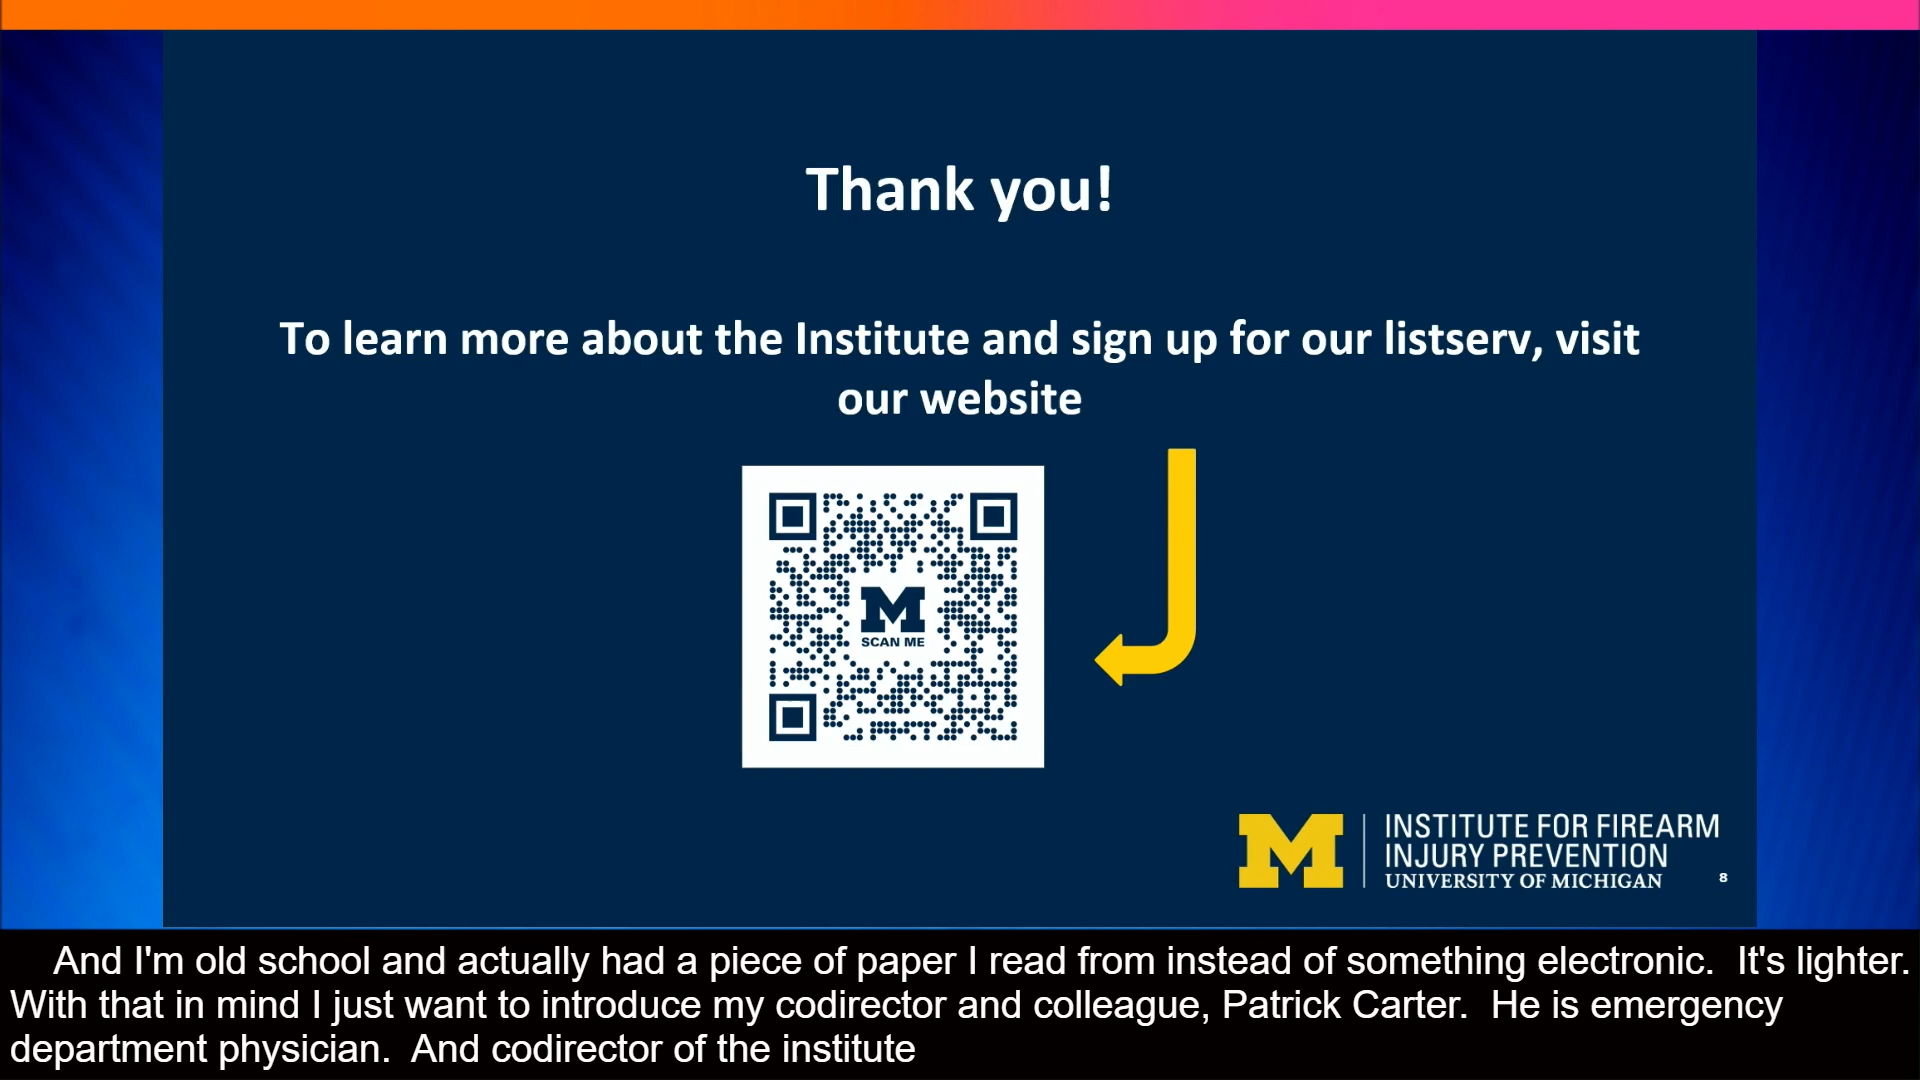 Thank you!
To learn more about the Institute and sign up for our listserv, visit
our website
M
SCAN ME
M
INSTITUTE FOR FIREARM
INJURY PREVENTION
UNIVERSITY OF MICHIGAN
8
And I'm old school and actually had a piece of paper I read from instead of something electronic.  It's lighter.
With that in mind I just want to introduce my codirector and colleague, Patrick Carter.  He is emergency
department physician.  And codirector of the institute